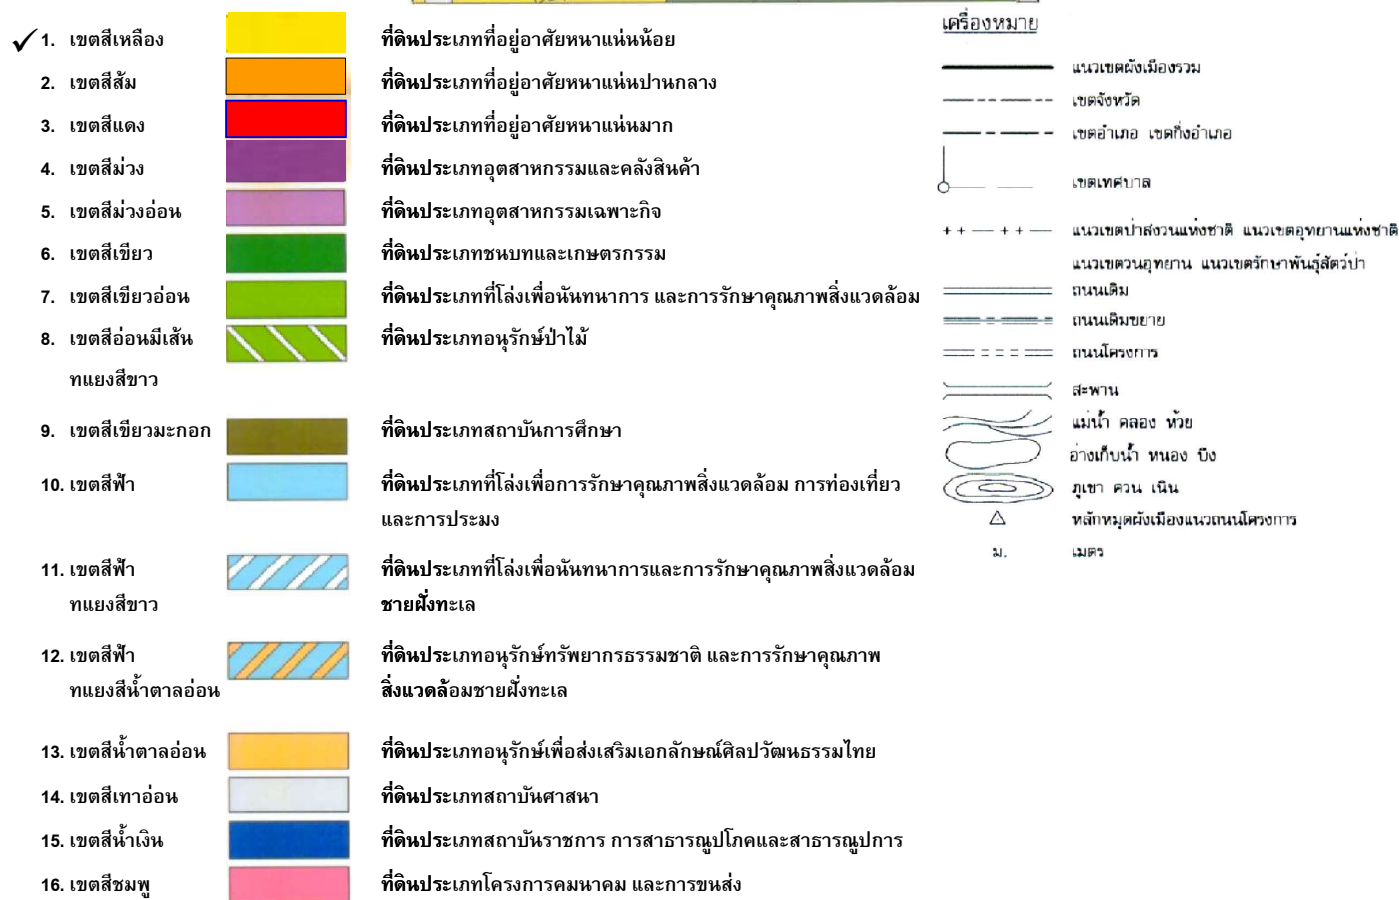 ✓ 1. เขตสีเหลือง ที่ดินประเภทที่อยู่อาศัยหนาแน่นน้อย
2. เขตสีส้ม ที่ดินประเภทที่อยู่อาศัยหนาแน่นปานกลาง
3. เขตสีแดง ที่ดินประเภทที่อยู่อาศัยหนาแน่นมาก
4. เขตสีม่วง ที่ดินประเภทอุตสาหกรรมและคลังสินค้า
5. เขตสีม่วงอ่อน ที่ดินประเภทอุตสาหกรรมเฉพาะกิจ
6. เขตสีเขียว ที่ดินประเภทชนบทและเกษตรกรรม
7. เขตสีเขียวอ่อน ที่ดินประเภทที่โล่งเพื่อนันทนาการ และการรักษาคุณภาพสิ่งแวดล้อม
8. เขตสีอ่อนมีเส้น ที่ดินประเภทอนุรักษ์ป่าไม้
ทแยงสีขาว
9. เขตสีเขียวมะกอก ที่ดินประเภทสถาบันการศึกษา
10. เขตสีฟ้า ที่ดินประเภทที่โล่งเพื่อการรักษาคุณภาพสิ่งแวดล้อม การท่องเที่ยว
และการประมง
11. เขตสีฟ้า ที่ดินประเภทที่โล่งเพื่อนันทนาการและการรักษาคุณภาพสิ่งแวดล้อม
ทแยงสีขาว ชายฝั่งทะเล
12. เขตสีฟ้า ที่ดินประเภทอนุรักษ์ทรัพยากรธรรมชาติ และการรักษาคุณภาพ
ทแยงสีน้ำตาลอ่อน สิ่งแวดล้อมชายฝั่งทะเล
13. เขตสีน้ำตาลอ่อน ที่ดินประเภทอนุรักษ์เพื่อส่งเสริมเอกลักษณ์ศิลปวัฒนธรรมไทย
14. เขตสีเทาอ่อน ที่ดินประเภทสถาบันศาสนา
15. เขตสีน้ำเงิน ที่ดินประเภทสถาบันราชการ การสาธารณูปโภคและสาธารณูปการ
16. เขตสีชมพู ที่ดินประเภทโครงการคมนาคม และการขนส่ง
เครื่องหมาย
แนวเขตผังเมืองรวม
เขตจังหวัด
เขตอำเภอ เขตกิ่งอำเภอ
เขตเทศบาล
แนวเขตป่าสงวนแห่งชาติ แนวเขตอุทยานแห่งชาติ
แนวเขตวนอุทยาน แนวเขตรักษาพันธุ์สัตว์ป่า
ถนนเดิม
ถนนเดิมขยาย
ถนนโครงการ
สะพาน
แม่น้ำ คลอง ห้วย
อ่างเก็บน้ำ หนอง บึง
ภูเขา ควน เนิน
หลักหมุดผังเมืองแนวถนนโครงการ
ม. เมตร